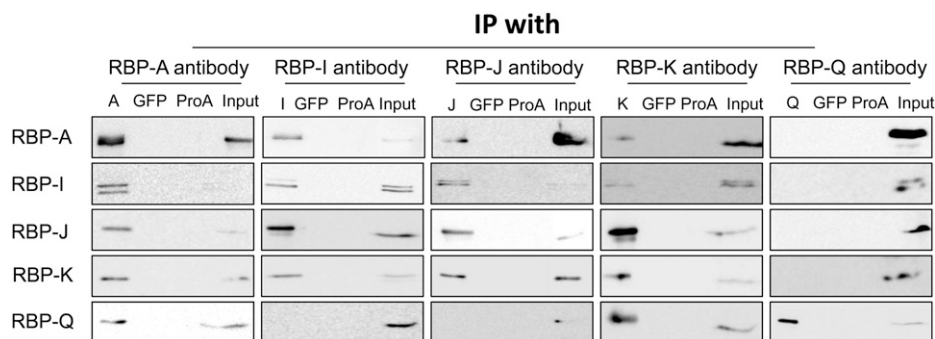 IP with
RBP-A antibody RBP-I antibody RBP-J antibody RBP-K antibody RBP-Q antibody
A GFP ProA Input I GFP ProA Input J GFP ProA Input K GFP ProA Input Q GFP ProA Input
RBP-A
RBP-I
RBP-J
RBP-K
RBP-Q